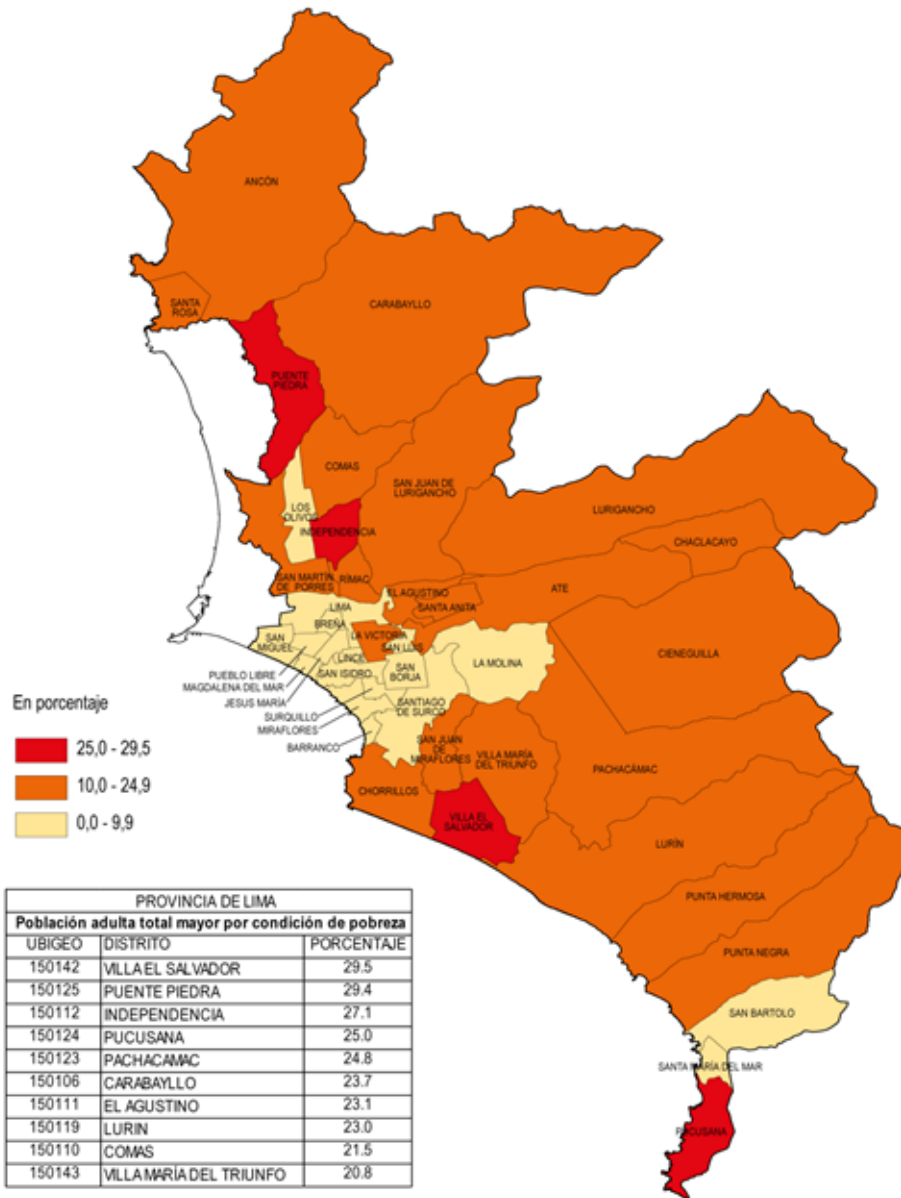 ANCÓN
SANTA
ROSA
CARABAYLLO
PUENTE
PIEDRA
COMAS
SAN JUAN DE
LURIGANCHO
LOS
OLIVOS
INDEPENDENCIA
LURIGANCHO
CHACLACAYO
SAN MARTÍN
DE PORRES
RÍMAC
EL AGUSTINO
SANTA ANITA
ATE
LIMA
BREÑA
SAN
MIGUEL
LA VICTORIA
SAN LUIS
LINCE
SAN ISIDRO
SAN
BORJA
LA MOLINA
CIENEGUILLA
PUEBLO LIBRE
MAGDALENA DEL MAR
JESUS MARÍA
SURQUILLO
MIRAFLORES
BARRANCO
SANTIAGO
DE SURCO
SAN JUAN
DE
MIRAFLORES
VILLA MARÍA
DEL TRIUNFO
PACHACÁMAC
CHORRILLOS
VILLA EL
SALVADOR
LURÍN
PUNTA HERMOSA
PUNTA NEGRA
SAN BARTOLO
SANTA MARÍA DEL MAR
PUCUSANA
En porcentaje
25,0 - 29,5
10,0 - 24,9
0,0 - 9,9
PROVINCIA DE LIMA
Población adulta total mayor por condición de pobreza
UBIGEO DISTRITO PORCENTAJE
150142 VILLA EL SALVADOR 29.5
150125 PUENTE PIEDRA 29.4
150112 INDEPENDENCIA 27.1
150124 PUCUSANA 25.0
150123 PACHACAMAC 24.8
150106 CARABAYLLO 23.7
150111 EL AGUSTINO 23.1
150119 LURIN 23.0
150110 COMAS 21.5
150143 VILLA MARÍA DEL TRIUNFO 20.8